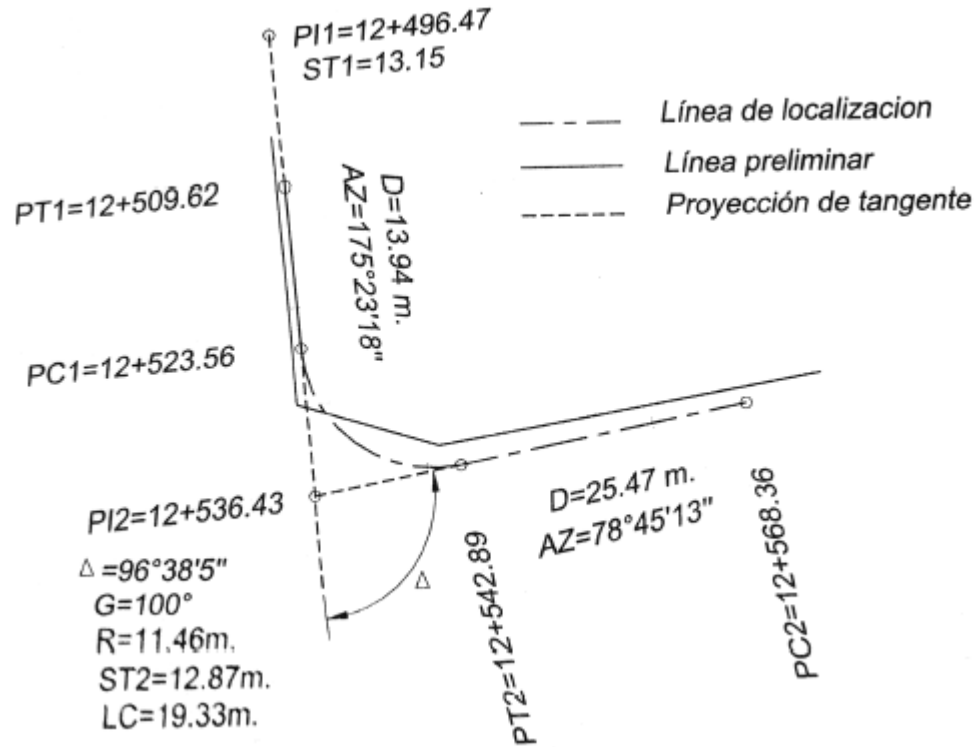 PI1=12+496.47
ST1=13.15
Línea de localizacion
Línea preliminar
Proyección de tangente
PT1=12+509.62
D=13.94 m.
AZ=175°23'18"
PC1=12+523.56
PI2=12+536.43
Δ =96°38'5"
G=100°
R=11.46m.
ST2=12.87m.
LC=19.33m.
Δ
PT2=12+542.89
D=25.47 m.
AZ=78°45'13"
PC2=12+568.36